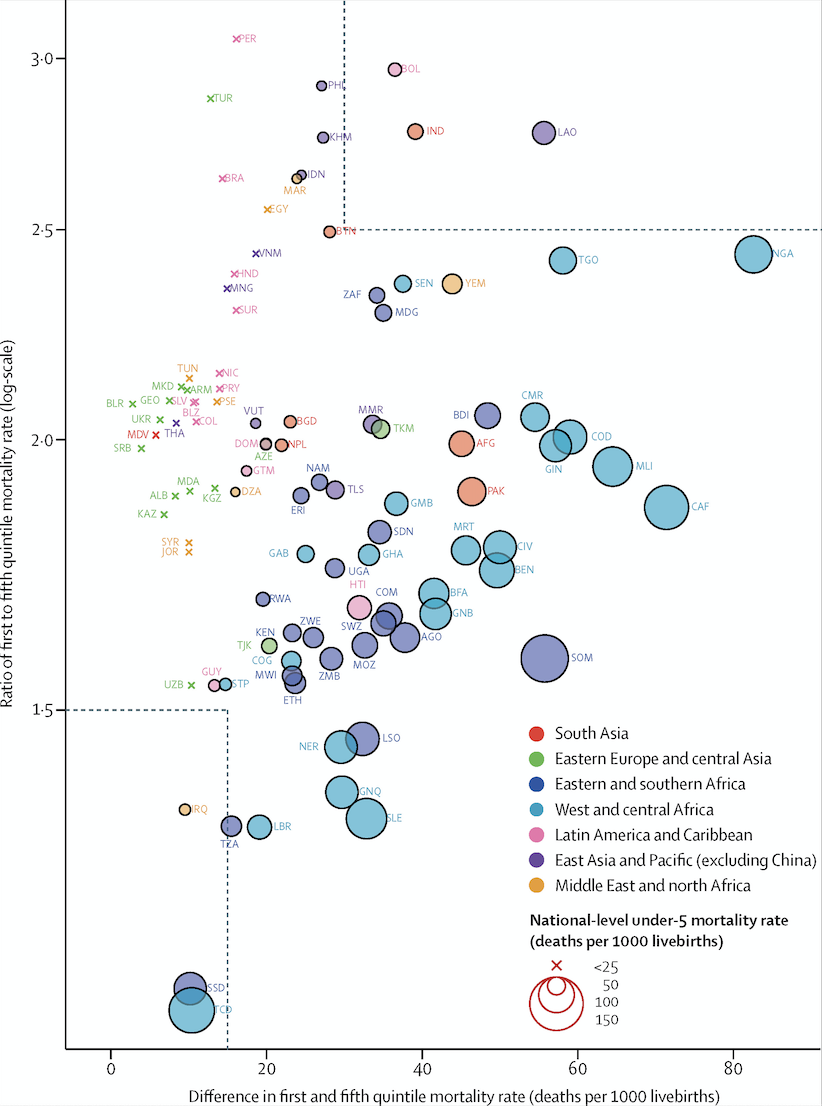 Ratio of first to fifth quintile mortality rate (log-scale)
3·0
2·5
2·0
1·5
PER
BOL
PHL
TUR
IND
LAO
KHM
IDN
BRA
MAR
EGY
BTN
VNM
NGA
TGO
HND
MNG
SEN
YEM
ZAF
SUR
MDG
TUN
NIC
MKD
ARM
PRY
GEO
SLV
PSE
BLR
BLZ
CMR
UKR
COL
VUT
BGD
MMR
BDI
MDV
THA
TKM
COD
SRB
DOM
NPL
AFG
GIN
AZE
GTM
NAM
MLI
MDA
ALB
KGZ
DZA
TLS
PAK
ERI
GMB
CAF
KAZ
SDN
MRT
SYR
JOR
GAB
GHA
CIV
UGA
BEN
HTI
COM
BFA
RWA
GNB
ZWE
SWZ
KEN
AGO
TJK
MOZ
COG
ZMB
SOM
GUY
MWI
UZB
STP
ETH
NER
LSO
GNQ
IRQ
SLE
TZA
LBR
SSD
TCD
South Asia
Eastern Europe and central Asia
Eastern and southern Africa
West and central Africa
Latin America and Caribbean
East Asia and Pacific (excluding China)
Middle East and north Africa
National-level under-5 mortality rate
(deaths per 1000 livebirths)
<25
50
100
150
0 20 40 60 80
Difference in first and fifth quintile mortality rate (deaths per 1000 livebirths)